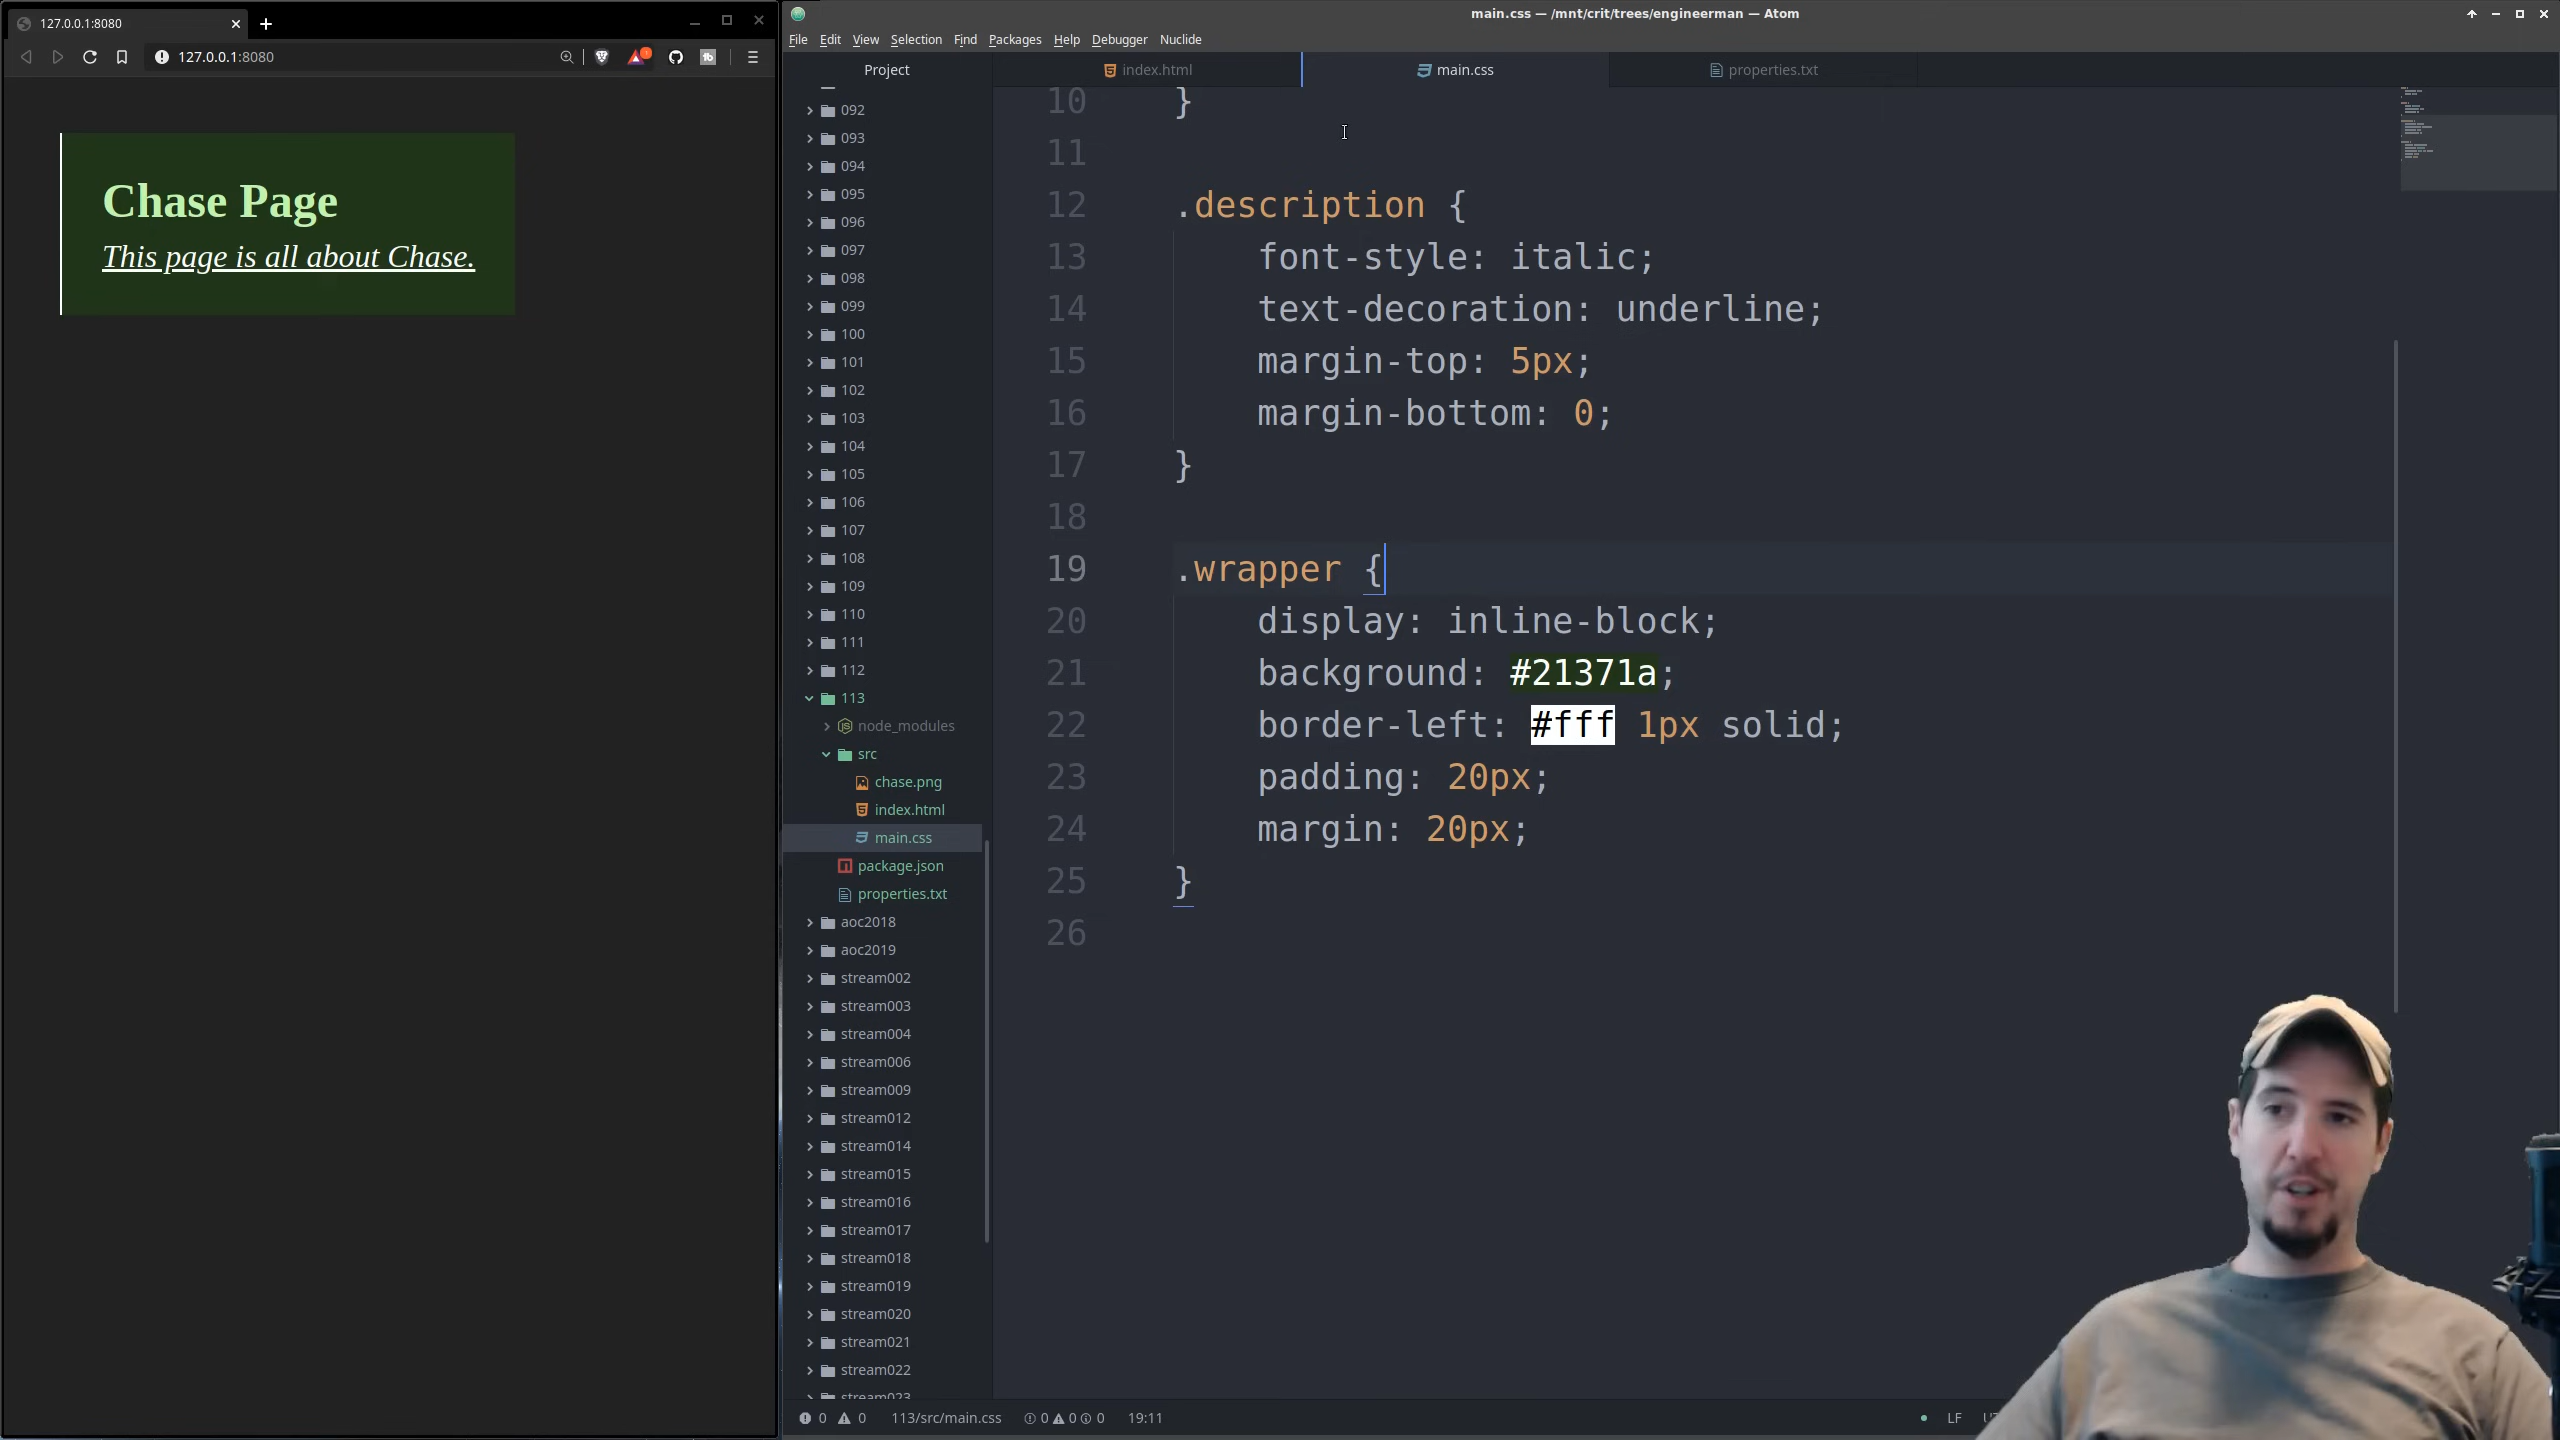 127.0.0.1:8080
127.0.0.1:8080
Chase Page
This page is all about Chase.
main.css — /mnt/crit/trees/engineerman — Atom
File Edit View Selection Find Packages Help Debugger Nuclide
Project
092
093
094
095
096
097
098
099
100
101
102
103
104
105
106
107
108
109
110
111
112
113
node_modules
src
chase.png
index.html
main.css
package.json
properties.txt
aoc2018
aoc2019
stream002
stream003
stream004
stream006
stream009
stream012
stream014
stream015
stream016
stream017
stream018
stream019
stream020
stream021
stream022
stream023
index.html
main.css
properties.txt
10 }
11
12 .description {
13 font-style: italic;
14 text-decoration: underline;
15 margin-top: 5px;
16 margin-bottom: 0;
17 }
18
19 .wrapper {
20 display: inline-block;
21 background: #21371a;
22 border-left: #fff 1px solid;
23 padding: 20px;
24 margin: 20px;
25 }
26
0 0 113/src/main.css 0 0 0 19:11
LF